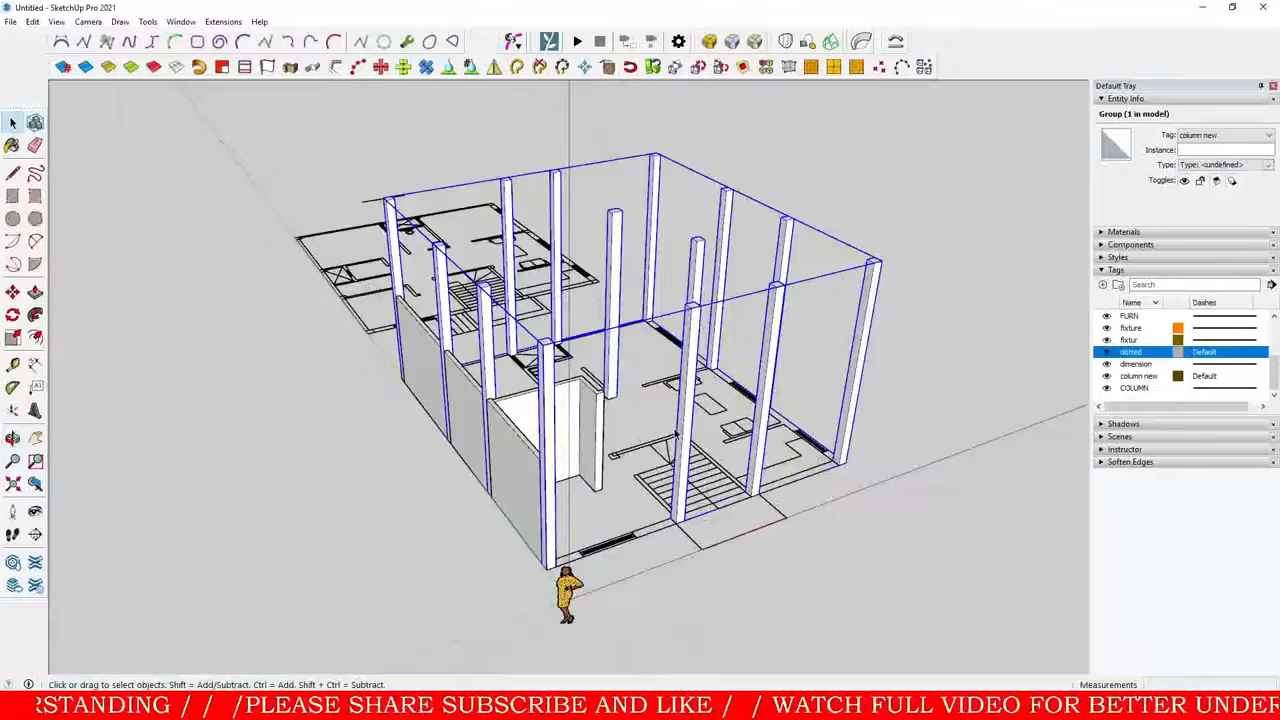 Untitled - SketchUp Pro 2021
File Edit View Camera Draw Tools Window Extensions Help
Default Tray
Entity Info
Group (1 in model)
Tag: column new
Instance:
Type: Type: <undefined>
Toggles:
Materials
Components
Styles
Tags
Search
Name Dashes
FURN
fixture
fixtur
dotted Default
dimension
column new Default
COLUMN
Shadows
Scenes
Instructor
Soften Edges
Click or drag to select objects. Shift = Add/Subtract. Ctrl = Add. Shift + Ctrl = Subtract.
Measurements
RSTANDING / / /PLEASE SHARE SUBSCRIBE AND LIKE / / WATCH FULL VIDEO FOR BETTER UNDER